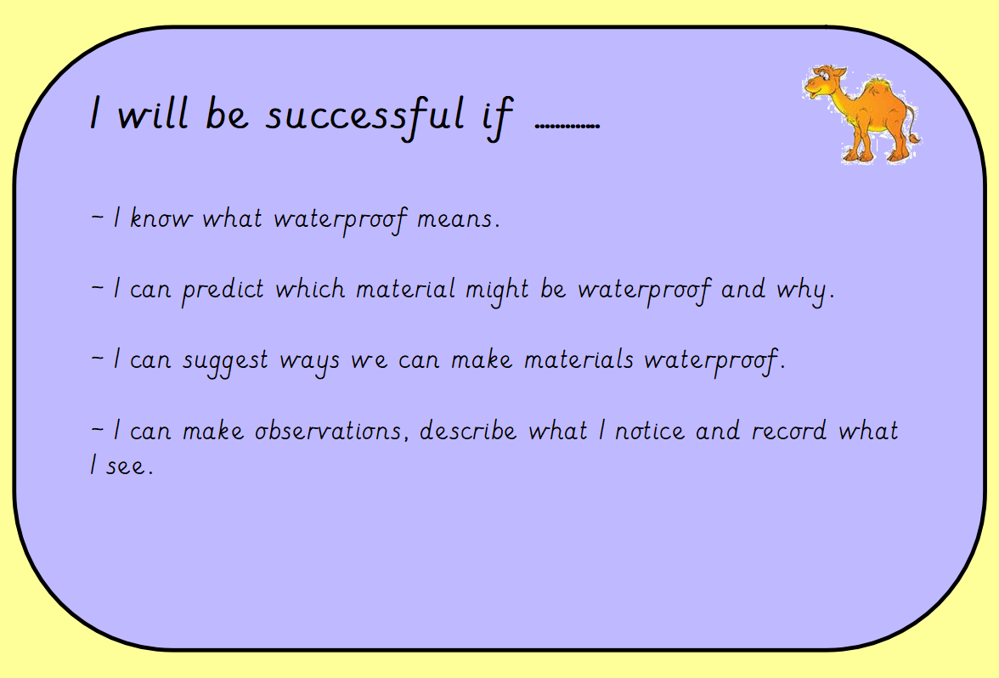 I will be successful if .............
- I know what waterproof means.
- I can predict which material might be waterproof and why.
- I can suggest ways we can make materials waterproof.
- I can make observations, describe what I notice and record what
I see.